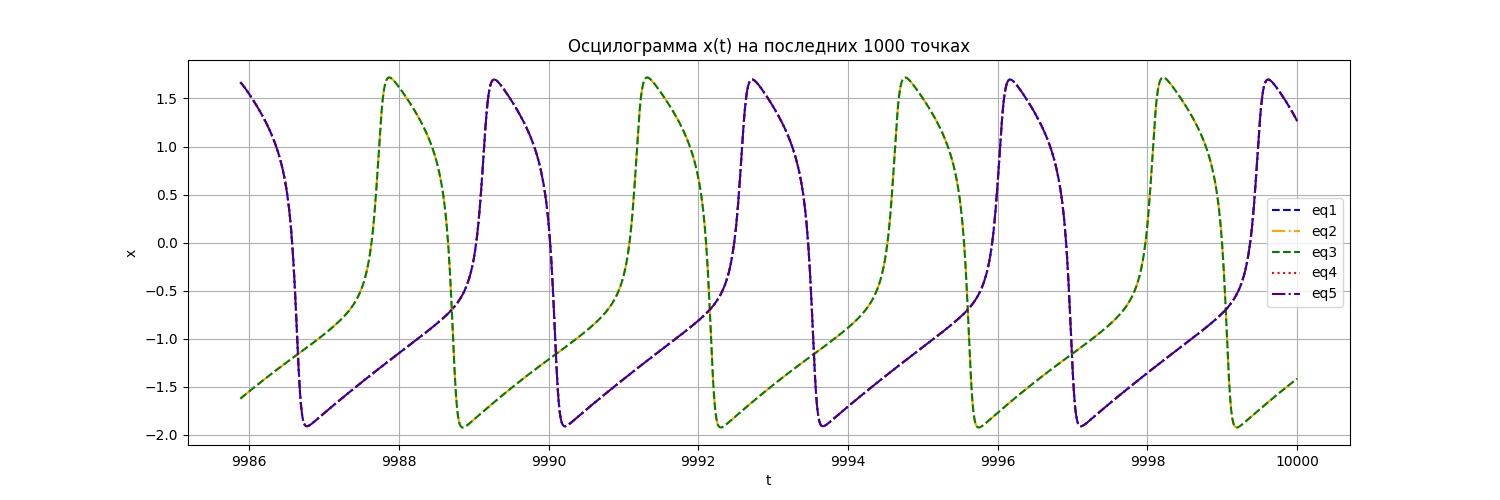 Осцилограмма x(t) на последних 1000 точках
x
1.5
1.0
0.5
0.0
−0.5
−1.0
−1.5
−2.0
eq1
eq2
eq3
eq4
eq5
9986
9988
9990
9992
9994
9996
9998
10000
t